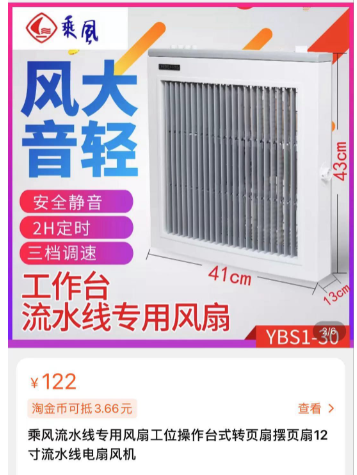 乘风
风大
音轻
安全静音
2H定时
三档调速
43cm
41cm
13cm
工作台
流水线专用风扇
YBS1-30
3/6
¥122
淘金币可抵3.66元
查看 >
乘风流水线专用风扇工位操作台式转页扇摆页扇12
寸流水线电扇风机